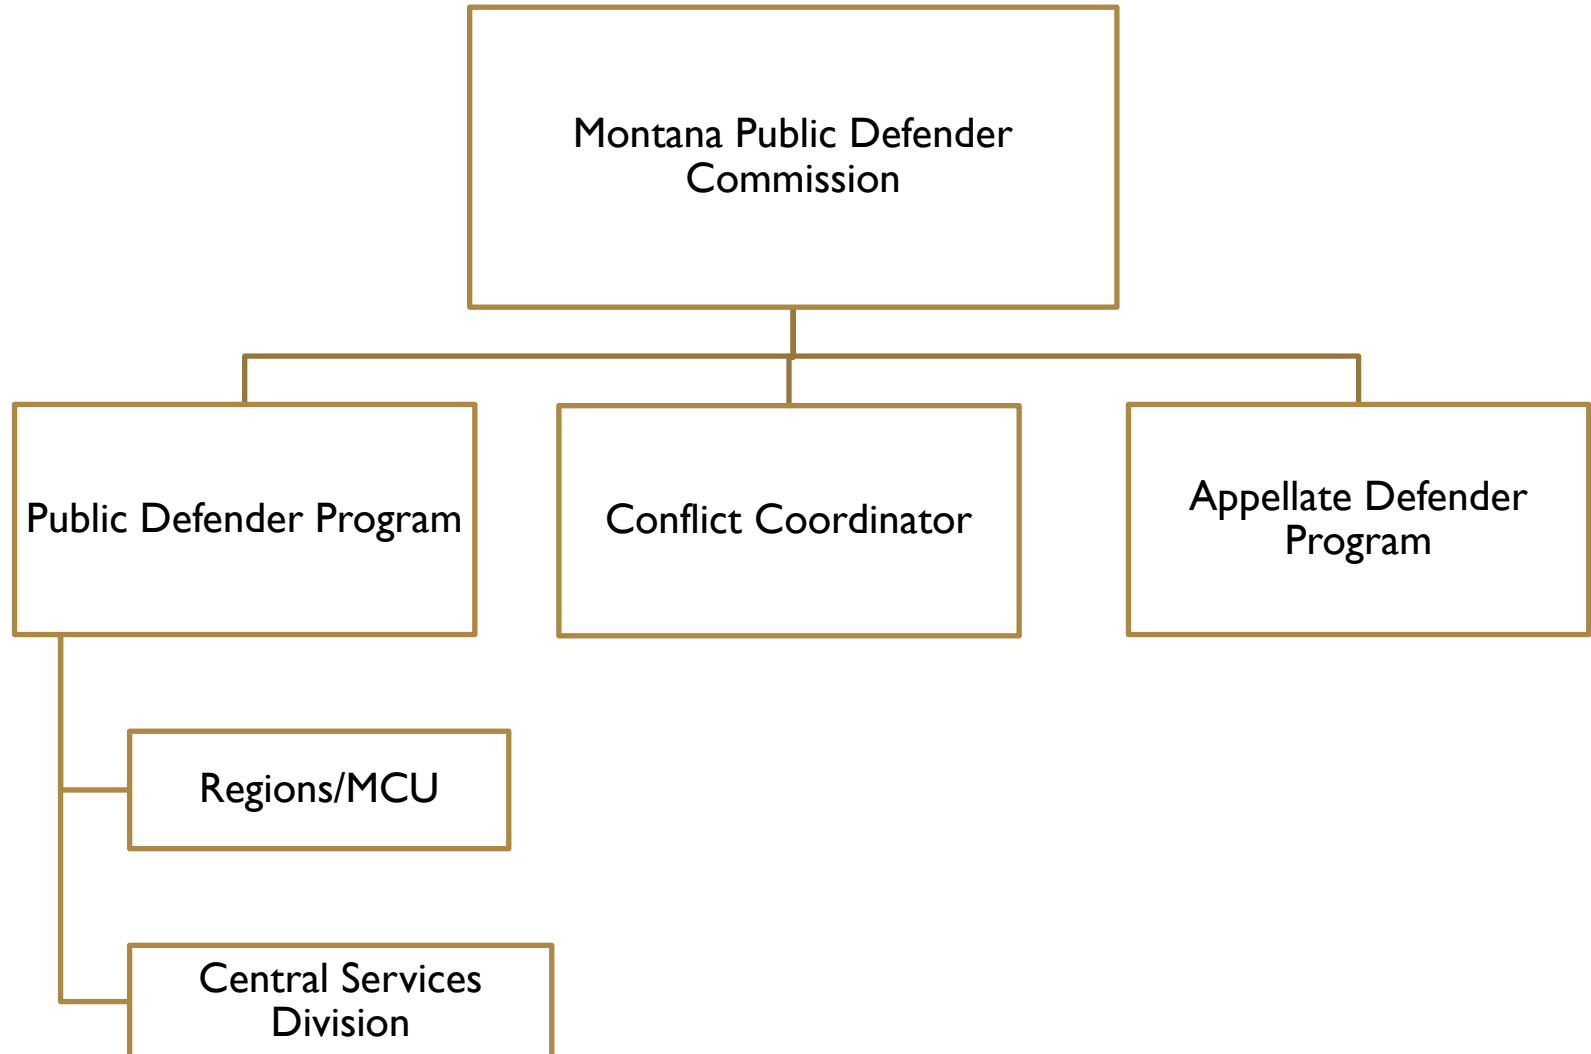 Montana Public Defender
Commission
Public Defender Program
Conflict Coordinator
Appellate Defender
Program
Regions/MCU
Central Services
Division